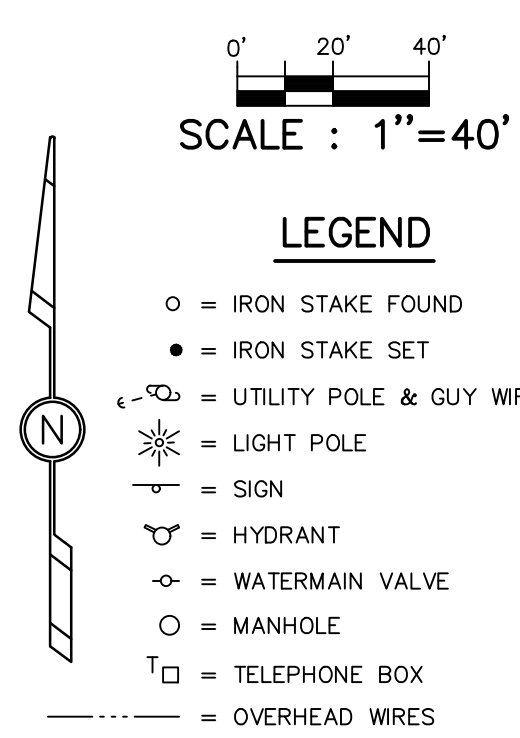 0' 20' 40'
SCALE : 1"=40'
LEGEND
= IRON STAKE FOUND
= IRON STAKE SET
= UTILITY POLE & GUY
= LIGHT POLE
N
= SIGN
= HYDRANT
= WATERMAIN VALVE
= MANHOLE
T = TELEPHONE BOX
= OVERHEAD WIRES